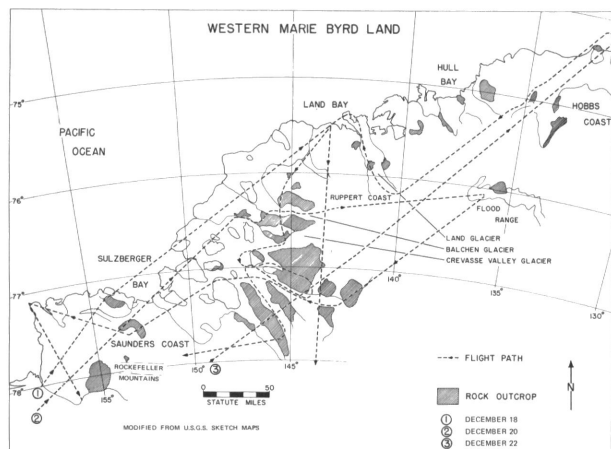 WESTERN MARIE BYRD LAND
HULL
BAY
LAND BAY
HOBBS
COAST
-75°
PACIFIC
OCEAN
-76°
RUPPERT COAST
FLOOD
RANGE
SULZBERGER
BAY
LAND GLACIER
BALCHEN GLACIER
CREVASSE VALLEY GLACIER
-77°
140°
135°
130°
SAUNDERS COAST
ROCKEFELLER
MOUNTAINS
150°
③
145°
-78°
①
②
155°
0
50
STATUTE MILES
MODIFIED FROM U.S.G.S. SKETCH MAPS
FLIGHT PATH
ROCK OUTCROP
N
① DECEMBER 18
② DECEMBER 20
③ DECEMBER 22